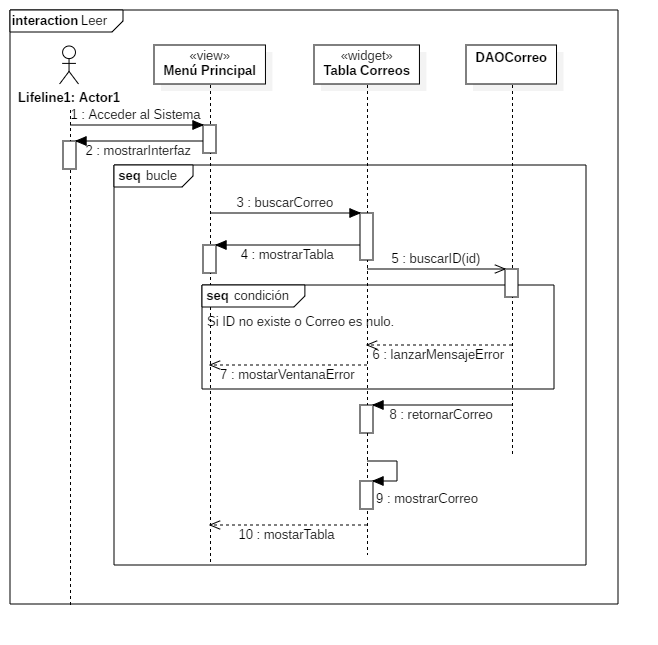 interaction Leer
«view»
Menú Principal
«widget»
Tabla Correos
DAOCorreo
Lifeline1: Actor1
1 : Acceder al Sistema
2 : mostrarInterfaz
seq bucle
3 : buscarCorreo
4 : mostrarTabla
5 : buscarID(id)
seq condición
Si ID no existe o Correo es nulo.
6 : lanzarMensajeError
7 : mostarVentanaError
8 : retornarCorreo
9 : mostrarCorreo
10 : mostarTabla